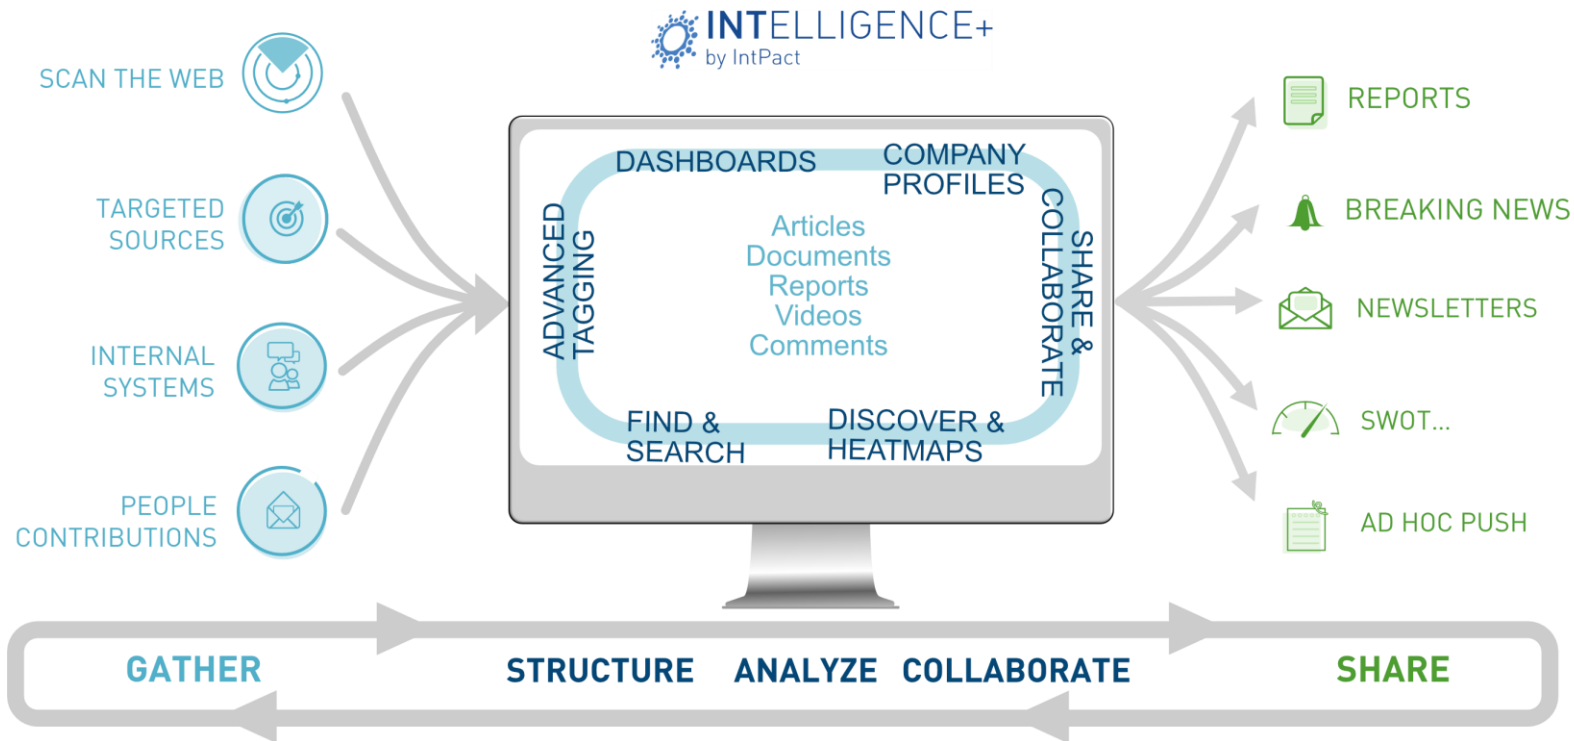 INTELLIGENCE+
by IntPact
SCAN THE WEB
TARGETED
SOURCES
INTERNAL
SYSTEMS
PEOPLE
CONTRIBUTIONS
DASHBOARDS
COMPANY
PROFILES
ADVANCED
TAGGING
Articles
Documents
Reports
Videos
Comments
SHARE &
COLLABORATE
FIND &
SEARCH
DISCOVER &
HEATMAPS
REPORTS
BREAKING NEWS
NEWSLETTERS
SWOT...
AD HOC PUSH
GATHER
STRUCTURE
ANALYZE
COLLABORATE
SHARE